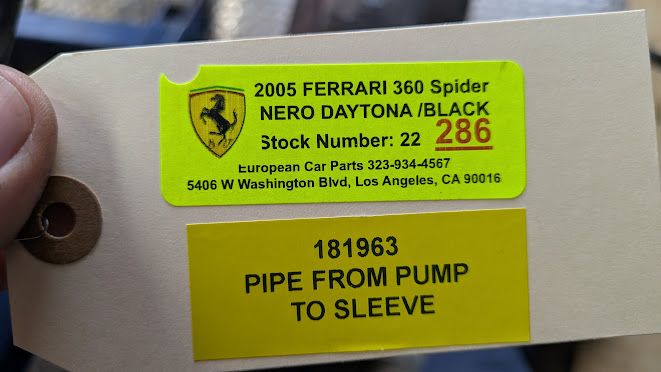 2005 FERRARI 360 Spider
NERO DAYTONA /BLACK
Stock Number: 22 286
European Car Parts 323-934-4567
5406 W Washington Blvd, Los Angeles, CA 90016
181963
PIPE FROM PUMP
TO SLEEVE